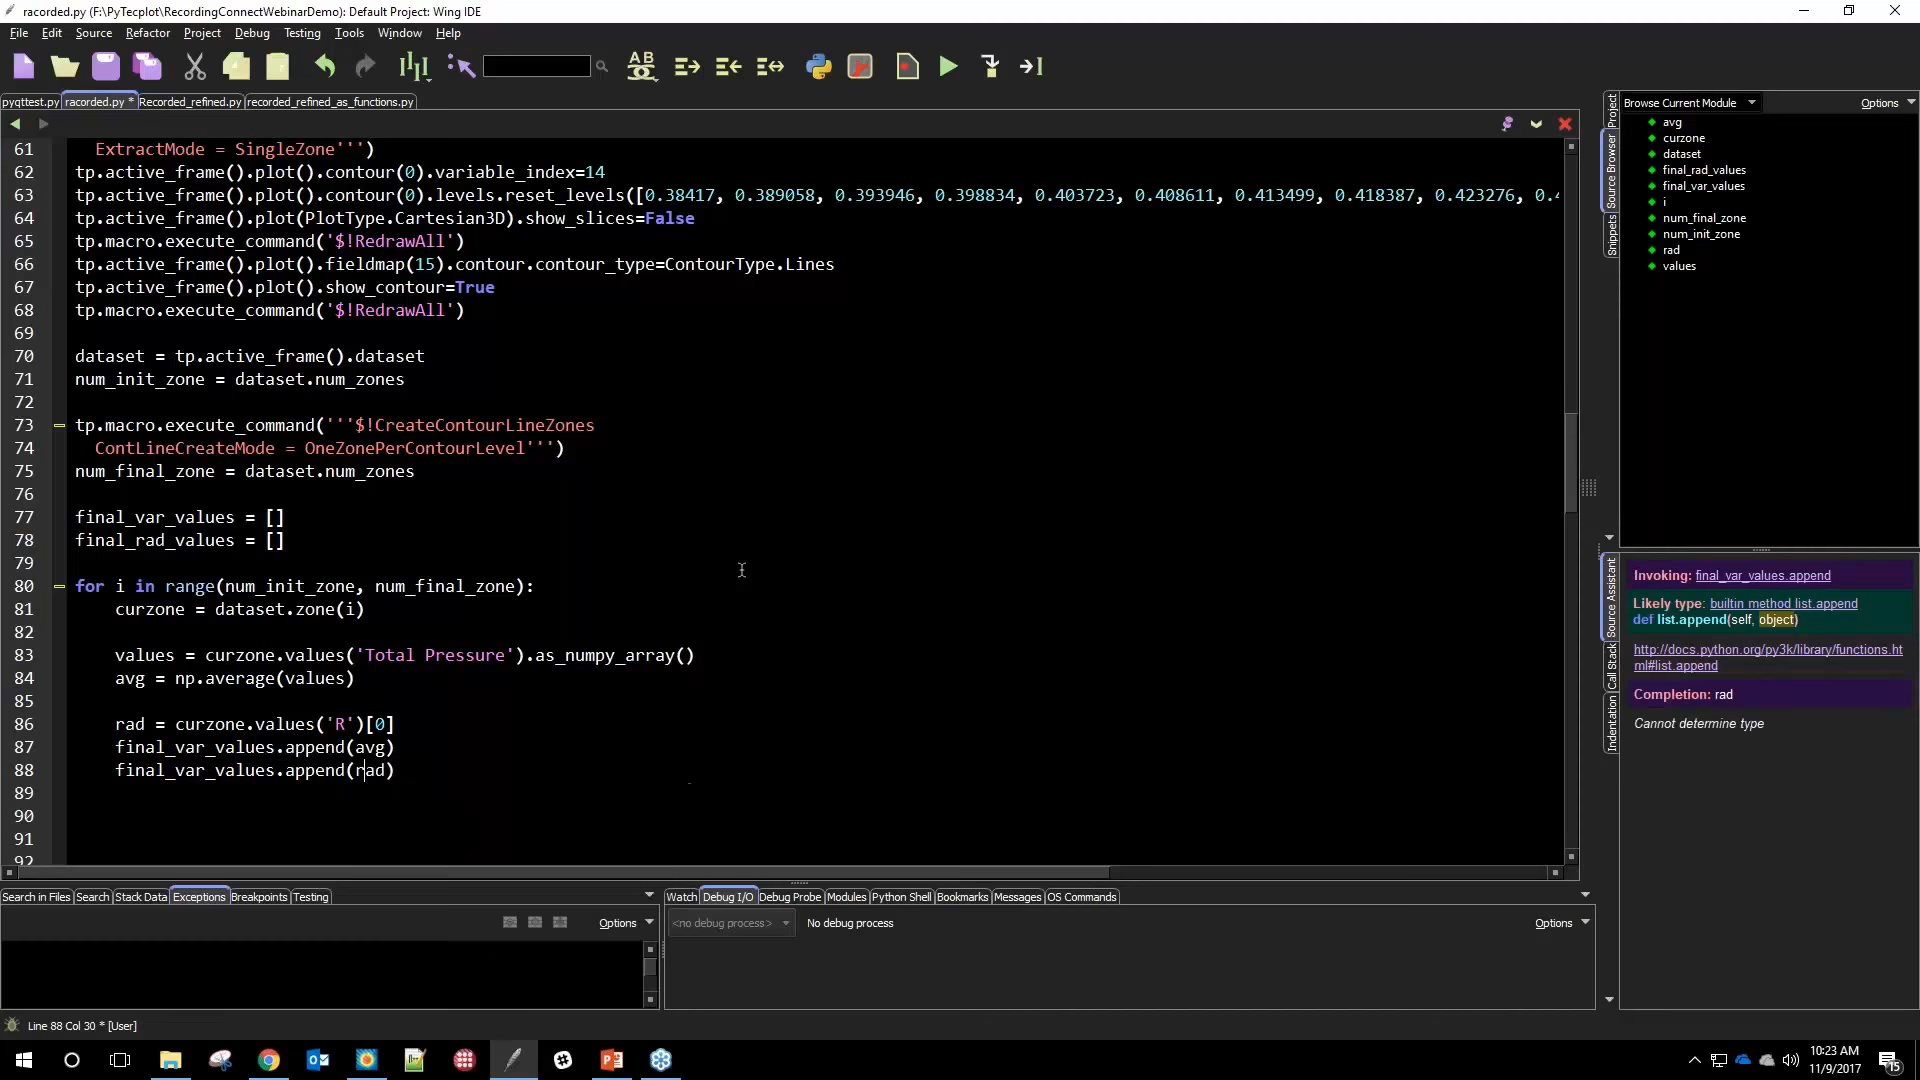 racorded.py (F:\PyTecplot\RecordingConnectWebinarDemo): Default Project: Wing IDE
File Edit Source Refactor Project Debug Testing Tools Window Help
pyqttest.py racorded.py * Recorded_refined.py recorded_refined_as_functions.py
61 ExtractMode = SingleZone''')
62 tp.active_frame().plot().contour(0).variable_index=14
63 tp.active_frame().plot().contour(0).levels.reset_levels([0.38417, 0.389058, 0.393946, 0.398834, 0.403723, 0.408611, 0.413499, 0.418387, 0.423276, 0.4
64 tp.active_frame().plot(PlotType.Cartesian3D).show_slices=False
65 tp.macro.execute_command('$!RedrawAll')
66 tp.active_frame().plot().fieldmap(15).contour.contour_type=ContourType.Lines
67 tp.active_frame().plot().show_contour=True
68 tp.macro.execute_command('$!RedrawAll')
69
70 dataset = tp.active_frame().dataset
71 num_init_zone = dataset.num_zones
72
73 tp.macro.execute_command('''$!CreateContourLineZones
74 ContLineCreateMode = OneZonePerContourLevel''')
75 num_final_zone = dataset.num_zones
76
77 final_var_values = []
78 final_rad_values = []
79
80 for i in range(num_init_zone, num_final_zone):
81 curzone = dataset.zone(i)
82
83 values = curzone.values('Total Pressure').as_numpy_array()
84 avg = np.average(values)
85
86 rad = curzone.values('R')[0]
87 final_var_values.append(avg)
88 final_var_values.append(rad)
89
90
91
92
Project
Source Browser
Snippets
Browse Current Module Options
avg
curzone
dataset
final_rad_values
final_var_values
i
num_final_zone
num_init_zone
rad
values
Source Assistant
Call Stack
Indentation
Invoking: final_var_values.append
Likely type: builtin method list.append
def list.append(self, object)
http://docs.python.org/py3k/library/functions.ht
ml#list.append
Completion: rad
Cannot determine type
Search in Files Search Stack Data Exceptions Breakpoints Testing
Options
Watch Debug I/O Debug Probe Modules Python Shell Bookmarks Messages OS Commands
<no debug process> No debug process Options
Line 88 Col 30 * [User]
10:23 AM
11/9/2017
15